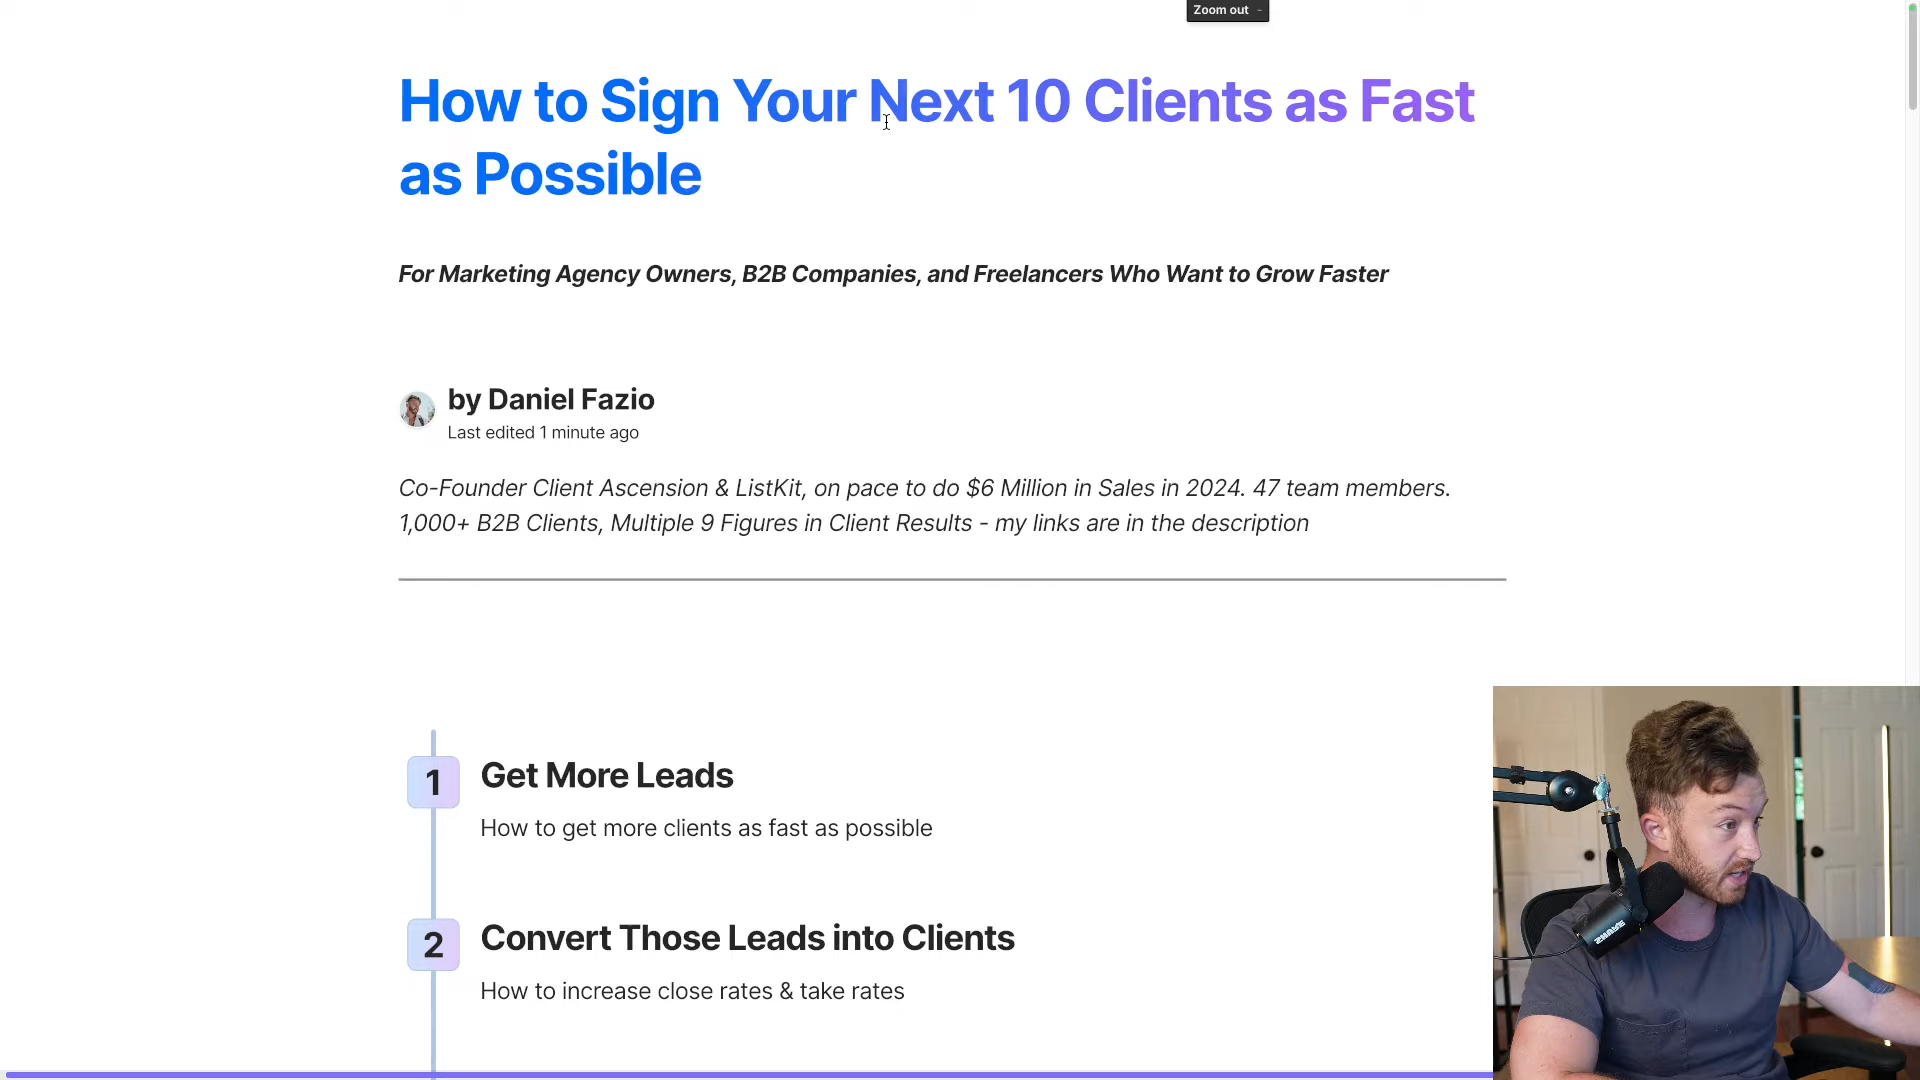 Zoom out -
How to Sign Your Next 10 Clients as Fast
as Possible
For Marketing Agency Owners, B2B Companies, and Freelancers Who Want to Grow Faster
by Daniel Fazio
Last edited 1 minute ago
Co-Founder Client Ascension & ListKit, on pace to do $6 Million in Sales in 2024. 47 team members.
1,000+ B2B Clients, Multiple 9 Figures in Client Results - my links are in the description
1
Get More Leads
How to get more clients as fast as possible
2
Convert Those Leads into Clients
How to increase close rates & take rates
SHURE